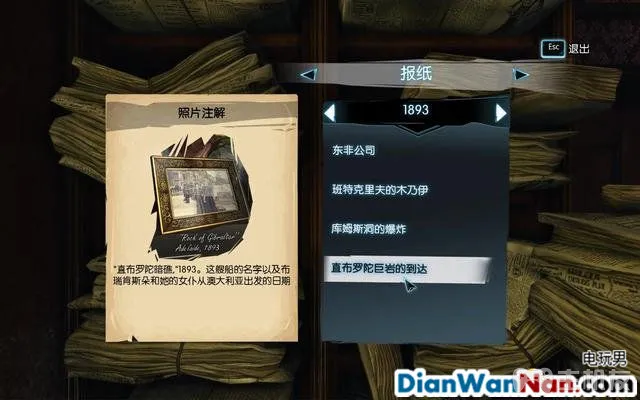 Esc 退出
报纸
照片注解
1893
东非公司
班特克里夫的木乃伊
库姆斯洞的爆炸
直布罗陀巨岩的到达
"Rock of Gibraltar"
Adelaide, 1893
"直布罗陀暗礁,"1893。这艘船的名字以及布
瑞肯斯朵和她的女仆从澳大利亚出发的日期
电玩男
DianWanNan.com